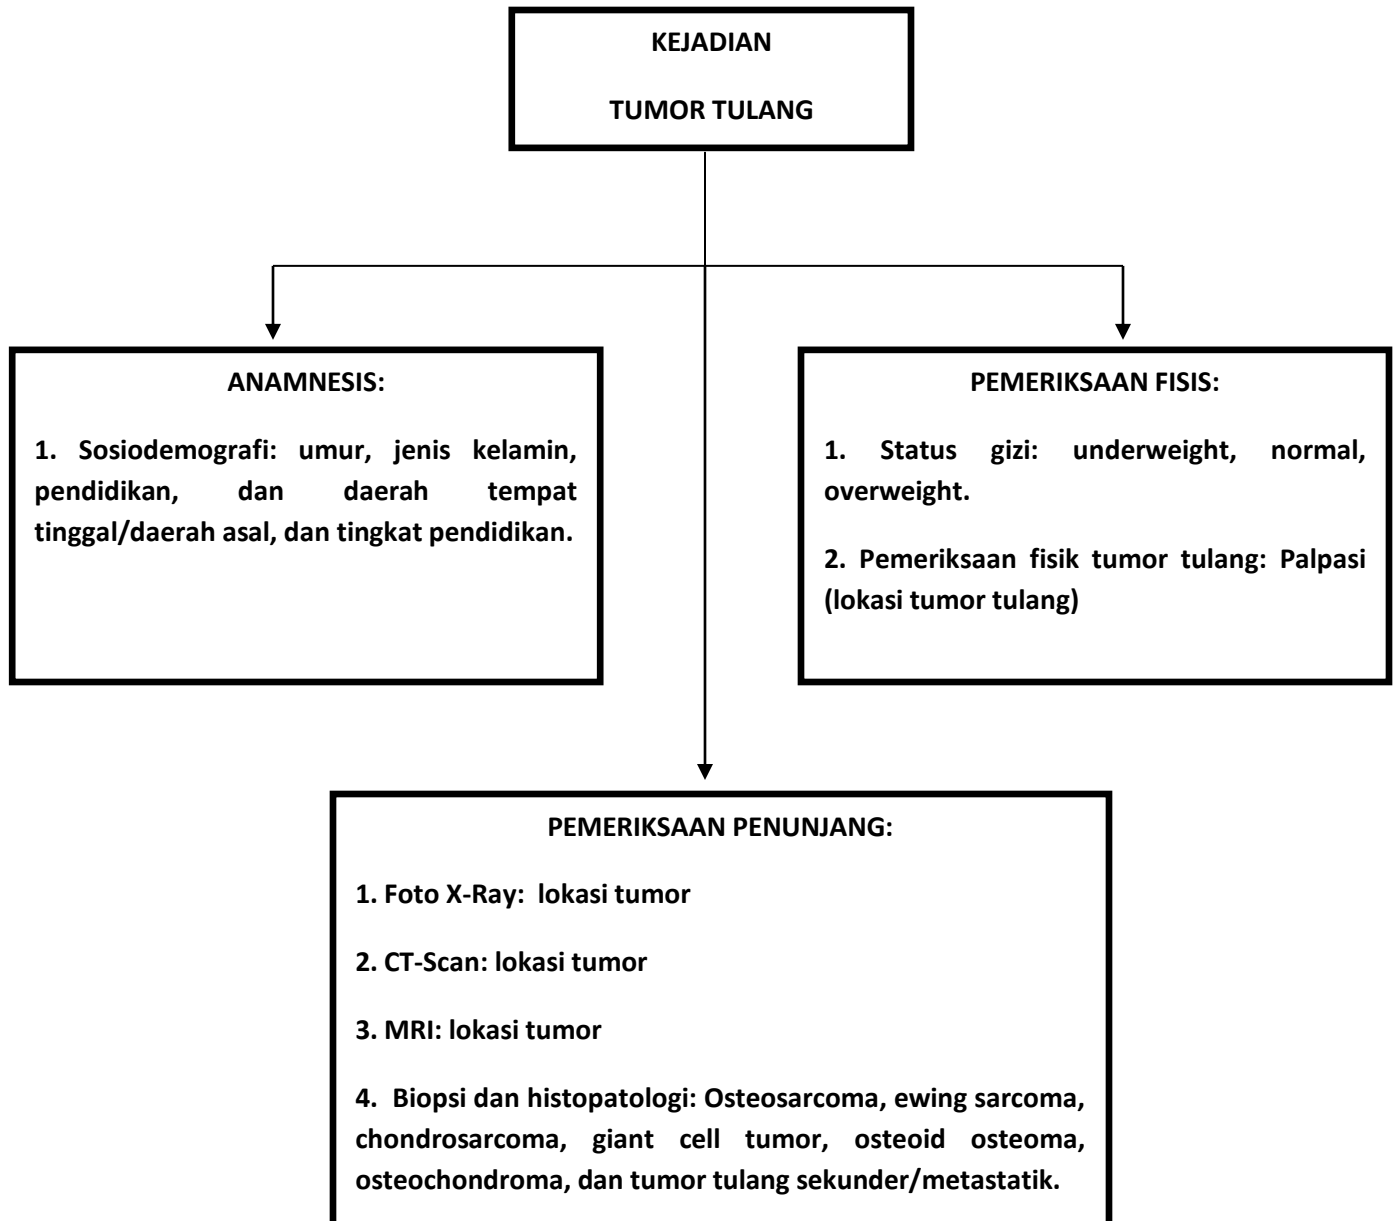 KEJADIAN
TUMOR TULANG
ANAMNESIS:
1. Sosiodemografi: umur, jenis kelamin,
pendidikan, dan daerah tempat
tinggal/daerah asal, dan tingkat pendidikan.
PEMERIKSAAN FISIS:
1. Status gizi: underweight, normal,
overweight.
2. Pemeriksaan fisik tumor tulang: Palpasi
(lokasi tumor tulang)
PEMERIKSAAN PENUNJANG:
1. Foto X-Ray: lokasi tumor
2. CT-Scan: lokasi tumor
3. MRI: lokasi tumor
4. Biopsi dan histopatologi: Osteosarcoma, ewing sarcoma,
chondrosarcoma, giant cell tumor, osteoid osteoma,
osteochondroma, dan tumor tulang sekunder/metastatik.